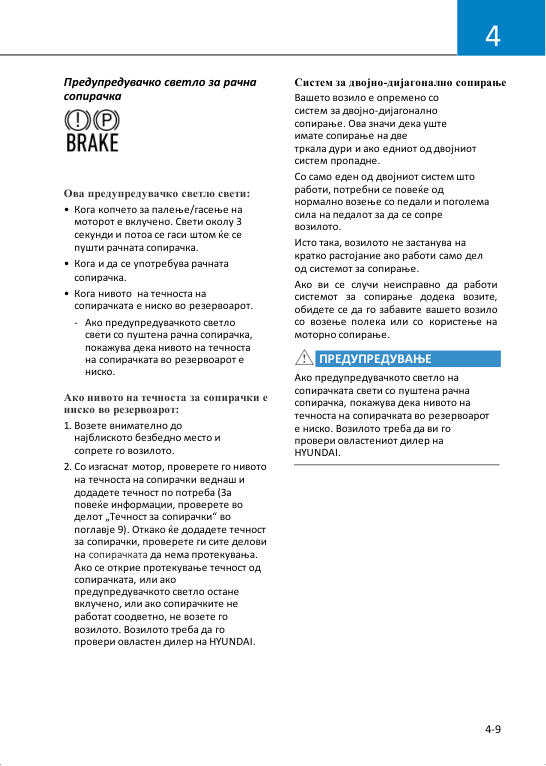 4
Предупредувачко светло за рачна
сопирачка
BRAKE
Ова предупредувачко светло свети:
• Кога копчето за палење/гасење на
моторот е вклучено. Свети околу 3
секунди и потоа се гаси штом ќе се
пушти рачната сопирачка.
• Кога и да се употребува рачната
сопирачка.
• Кога нивото на течноста на
сопирачката е ниско во резервоарот.
- Ако предупредувачкото светло
свети со пуштена рачна сопирачка,
покажува дека нивото на течноста
на сопирачката во резервоарот е
ниско.
Ако нивото на течноста за сопирачки е
ниско во резервоарот:
1. Возете внимателно до
најблиското безбедно место и
сопрете го возилото.
2. Со изгаснат мотор, проверете го нивото
на течноста на сопирачки веднаш и
додадете течност по потреба (За
повеќе информации, проверете во
делот „Течност за сопирачки“ во
поглавје 9). Откако ќе додадете течност
за сопирачки, проверете ги сите делови
на сопирачката да нема протекувања.
Ако се открие протекување течност од
сопирачката, или ако
предупредувачкото светло остане
вклучено, или ако сопирачките не
работат соодветно, не возете го
возилото. Возилото треба да го
провери овластен дилер на HYUNDAI.
Систем за двојно-дијагонално сопирање
Вашето возило е опремено со
систем за двојно-дијагонално
сопирање. Ова значи дека уште
имате сопирање на две
тркала дури и ако едниот од двојниот
систем пропадне.
Со само еден од двојниот систем што
работи, потребни се повеќе од
нормално возење со педали и поголема
сила на педалот за да се сопре
возилото.
Исто така, возилото не застанува на
кратко растојание ако работи само дел
од системот за сопирање.
Ако ви се случи неисправно да работи
системот за сопирање додека возите,
обидете се да го забавите вашето возило
со возење полека или со користење на
моторно сопирање.
ПРЕДУПРЕДУВАЊЕ
Ако предупредувачкото светло на
сопирачката свети со пуштена рачна
сопирачка, покажува дека нивото на
течноста на сопирачката во резервоарот
е ниско. Возилото треба да ви го
провери овластениот дилер на
HYUNDAI.
4-9